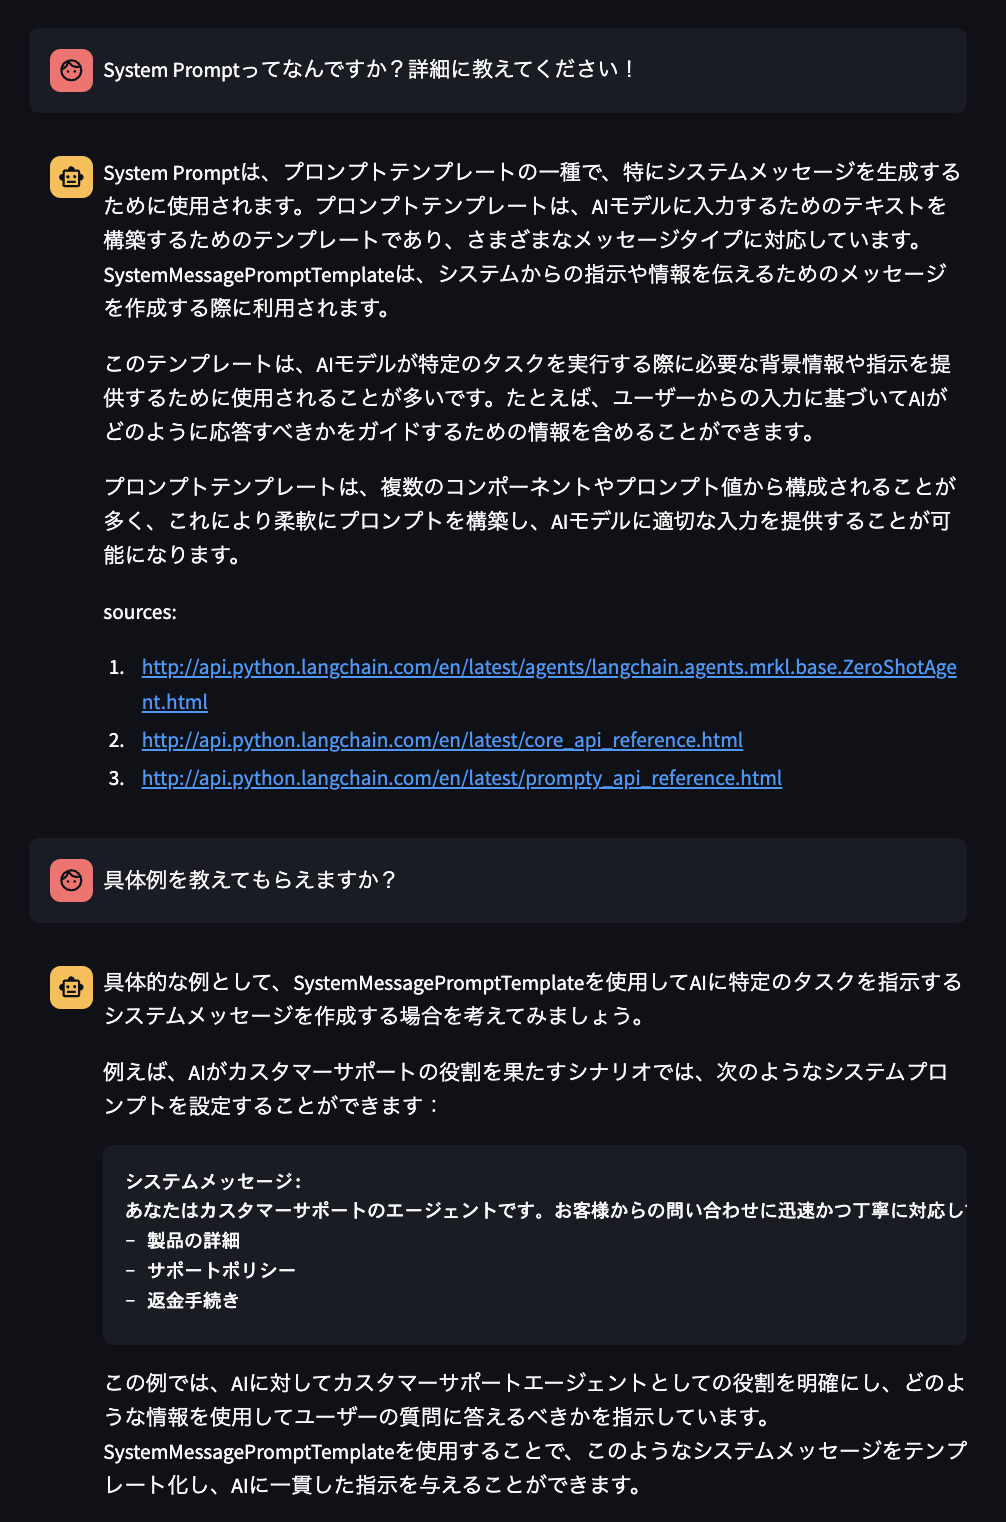 System Promptってなんですか？詳細に教えてください！
System Promptは、プロンプトテンプレートの一種で、特にシステムメッセージを生成する
ために使用されます。プロンプトテンプレートは、AIモデルに入力するためのテキストを
構築するためのテンプレートであり、さまざまなメッセージタイプに対応しています。
SystemMessagePromptTemplateは、システムからの指示や情報を伝えるためのメッセージ
を作成する際に利用されます。
このテンプレートは、AIモデルが特定のタスクを実行する際に必要な背景情報や指示を提
供するために使用されることが多いです。たとえば、ユーザーからの入力に基づいてAIが
どのように応答すべきかをガイドするための情報を含めることができます。
プロンプトテンプレートは、複数のコンポーネントやプロンプト値から構成されることが
多く、これにより柔軟にプロンプトを構築し、AIモデルに適切な入力を提供することが可
能になります。
sources:
1. http://api.python.langchain.com/en/latest/agents/langchain.agents.mrkl.base.ZeroShotAge
nt.html
2. http://api.python.langchain.com/en/latest/core_api_reference.html
3. http://api.python.langchain.com/en/latest/prompty_api_reference.html
具体例を教えてもらえますか？
具体的な例として、SystemMessagePromptTemplateを使用してAIに特定のタスクを指示する
システムメッセージを作成する場合を考えてみましょう。
例えば、AIがカスタマーサポートの役割を果たすシナリオでは、次のようなシステムプロ
ンプトを設定することができます：
システムメッセージ:
あなたはカスタマーサポートのエージェントです。お客様からの問い合わせに迅速かつ丁寧に対応し
- 製品の詳細
- サポートポリシー
- 返金手続き
この例では、AIに対してカスタマーサポートエージェントとしての役割を明確にし、どのよ
うな情報を使用してユーザーの質問に答えるべきかを指示しています。
SystemMessagePromptTemplateを使用することで、このようなシステムメッセージをテンプ
レート化し、AIに一貫した指示を与えることができます。